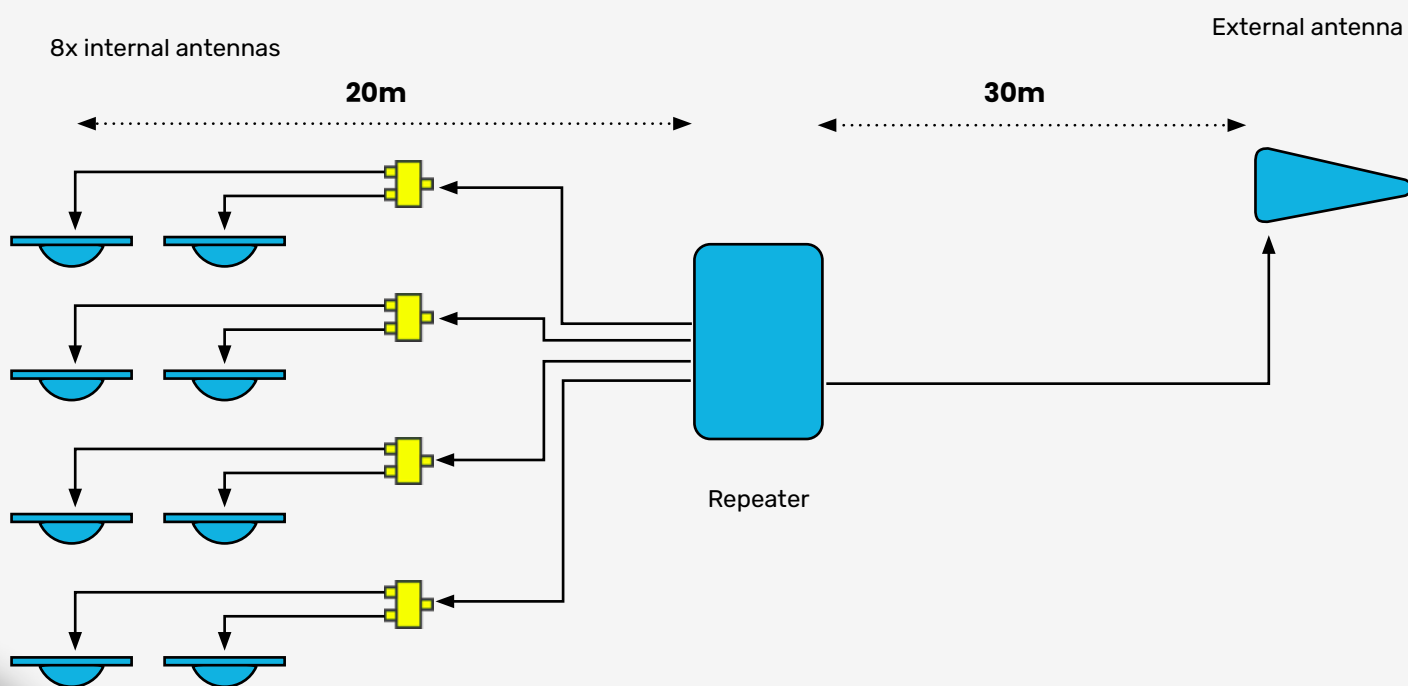 External antenna
8x internal antennas
20m
30m
Repeater